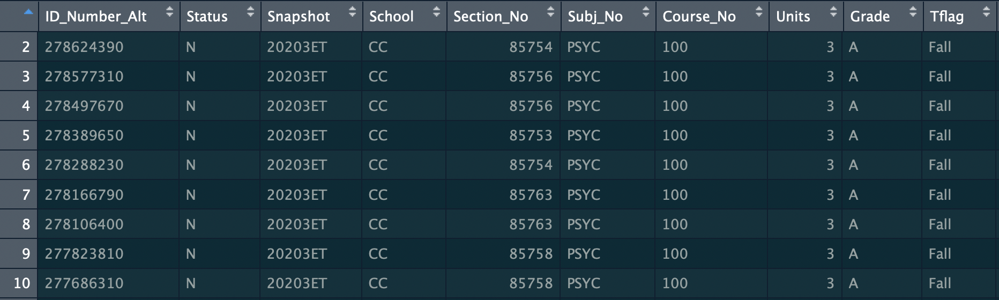 ID_Number_Alt Status Snapshot School Section_No Subj_No Course_No Units Grade Tflag
2 278624390 N 20203ET CC 85754 PSYC 100 3 A Fall
3 278577310 N 20203ET CC 85756 PSYC 100 3 A Fall
4 278497670 N 20203ET CC 85756 PSYC 100 3 A Fall
5 278389650 N 20203ET CC 85753 PSYC 100 3 A Fall
6 278288230 N 20203ET CC 85754 PSYC 100 3 A Fall
7 278166790 N 20203ET CC 85763 PSYC 100 3 A Fall
8 278106400 N 20203ET CC 85763 PSYC 100 3 A Fall
9 277823810 N 20203ET CC 85758 PSYC 100 3 A Fall
10 277686310 N 20203ET CC 85758 PSYC 100 3 A Fall